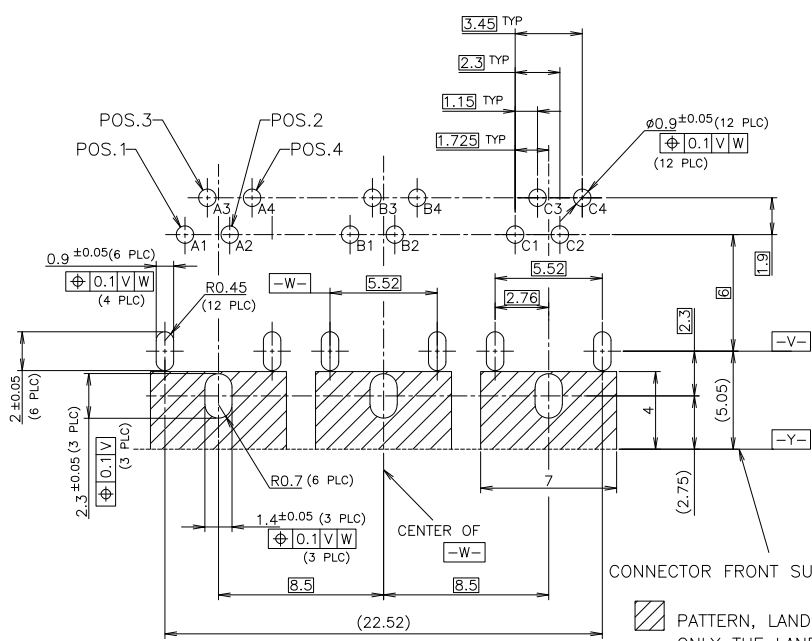 3.45 TYP
2.3 TYP
1.15 TYP
1.725 TYP
⌀0.9±0.05(12 PLC)
⌖ 0.1 V W
(12 PLC)
POS.3
POS.2
POS.1
POS.4
A3
A4
B3
B4
C3
C4
A1
A2
B1
B2
C1
C2
1.9
0.9±0.05(6 PLC)
⌖ 0.1 V W
(4 PLC)
R0.45
(12 PLC)
-W-
5.52
5.52
2.76
6
2.3
-V-
2±0.05
(6 PLC)
(5.05)
4
2.3±0.05(3 PLC)
⌖ 0.1 V
(3 PLC)
-Y-
R0.7 (6 PLC)
7
(2.75)
1.4±0.05 (3 PLC)
⌖ 0.1 V W
(3 PLC)
CENTER OF
-W-
8.5
8.5
CONNECTOR FRONT SU
(22.52)
PATTERN, LAND
ONLY THE LAND